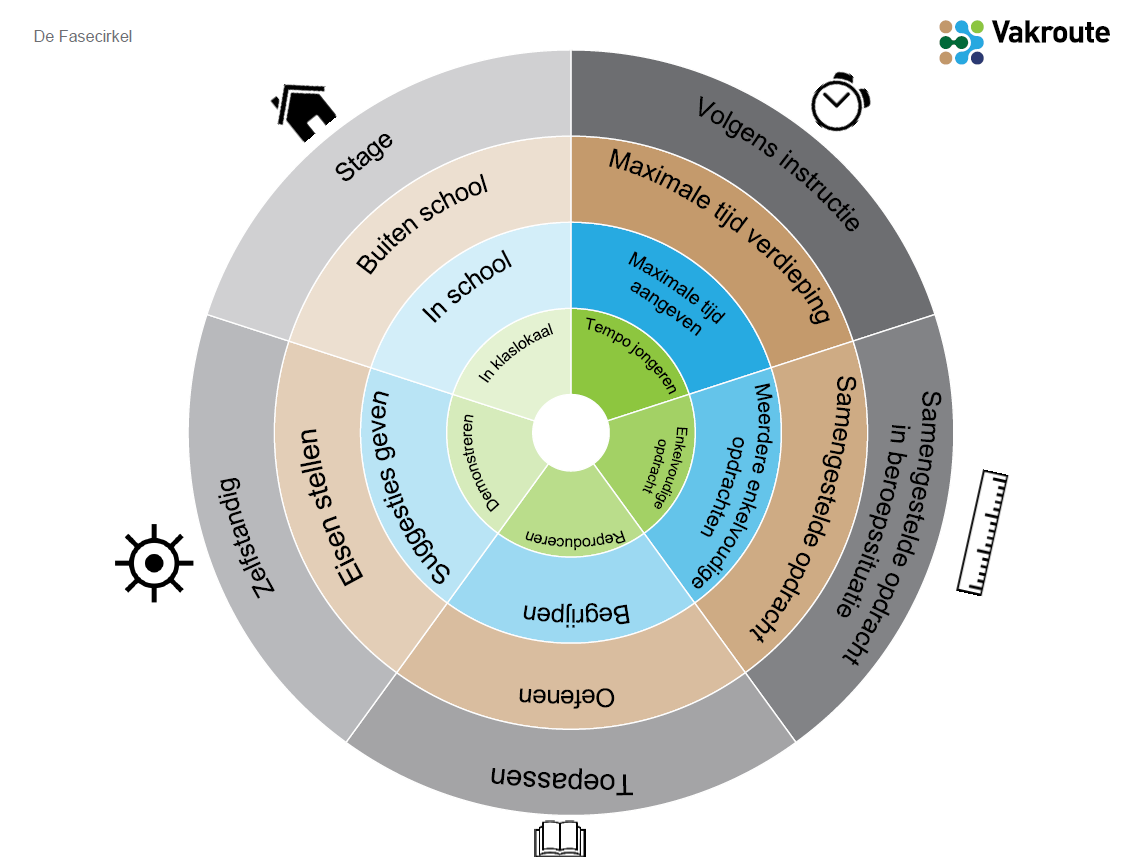 De Fasecirkel
Vakroute
Volgens instructie
Maximale tijd verdieping
Maximale tijd
aangeven
Tempo jongeren
Samengestelde opdracht
in beroepssituatie
Samengestelde opdracht
Meerdere enkelvoudige
opdrachten
Enkelvoudige
opdracht
Toepassen
Oefenen
Begrijpen
Reproduceren
Zelfstandig
Eisen stellen
Suggesties geven
Demonstreren
Stage
Buiten school
In school
In klaslokaal